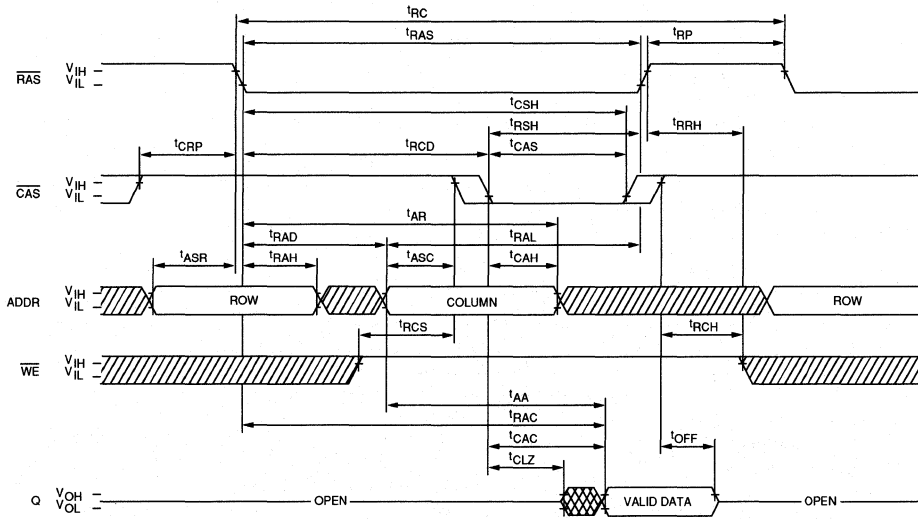 tRC
tRAS
tRP
RAS VIH
VIL
tCSH
tRSH
tRRH
tCRP
tRCD
tCAS
CAS VIH
VIL
tAR
tRAD
tRAL
tASR
tRAH
tASC
tCAH
ADDR VIH
VIL
ROW
COLUMN
ROW
tRCS
tRCH
WE VIH
VIL
tAA
tRAC
tCAC
tOFF
tCLZ
Q VOH
VOL
OPEN
VALID DATA
OPEN